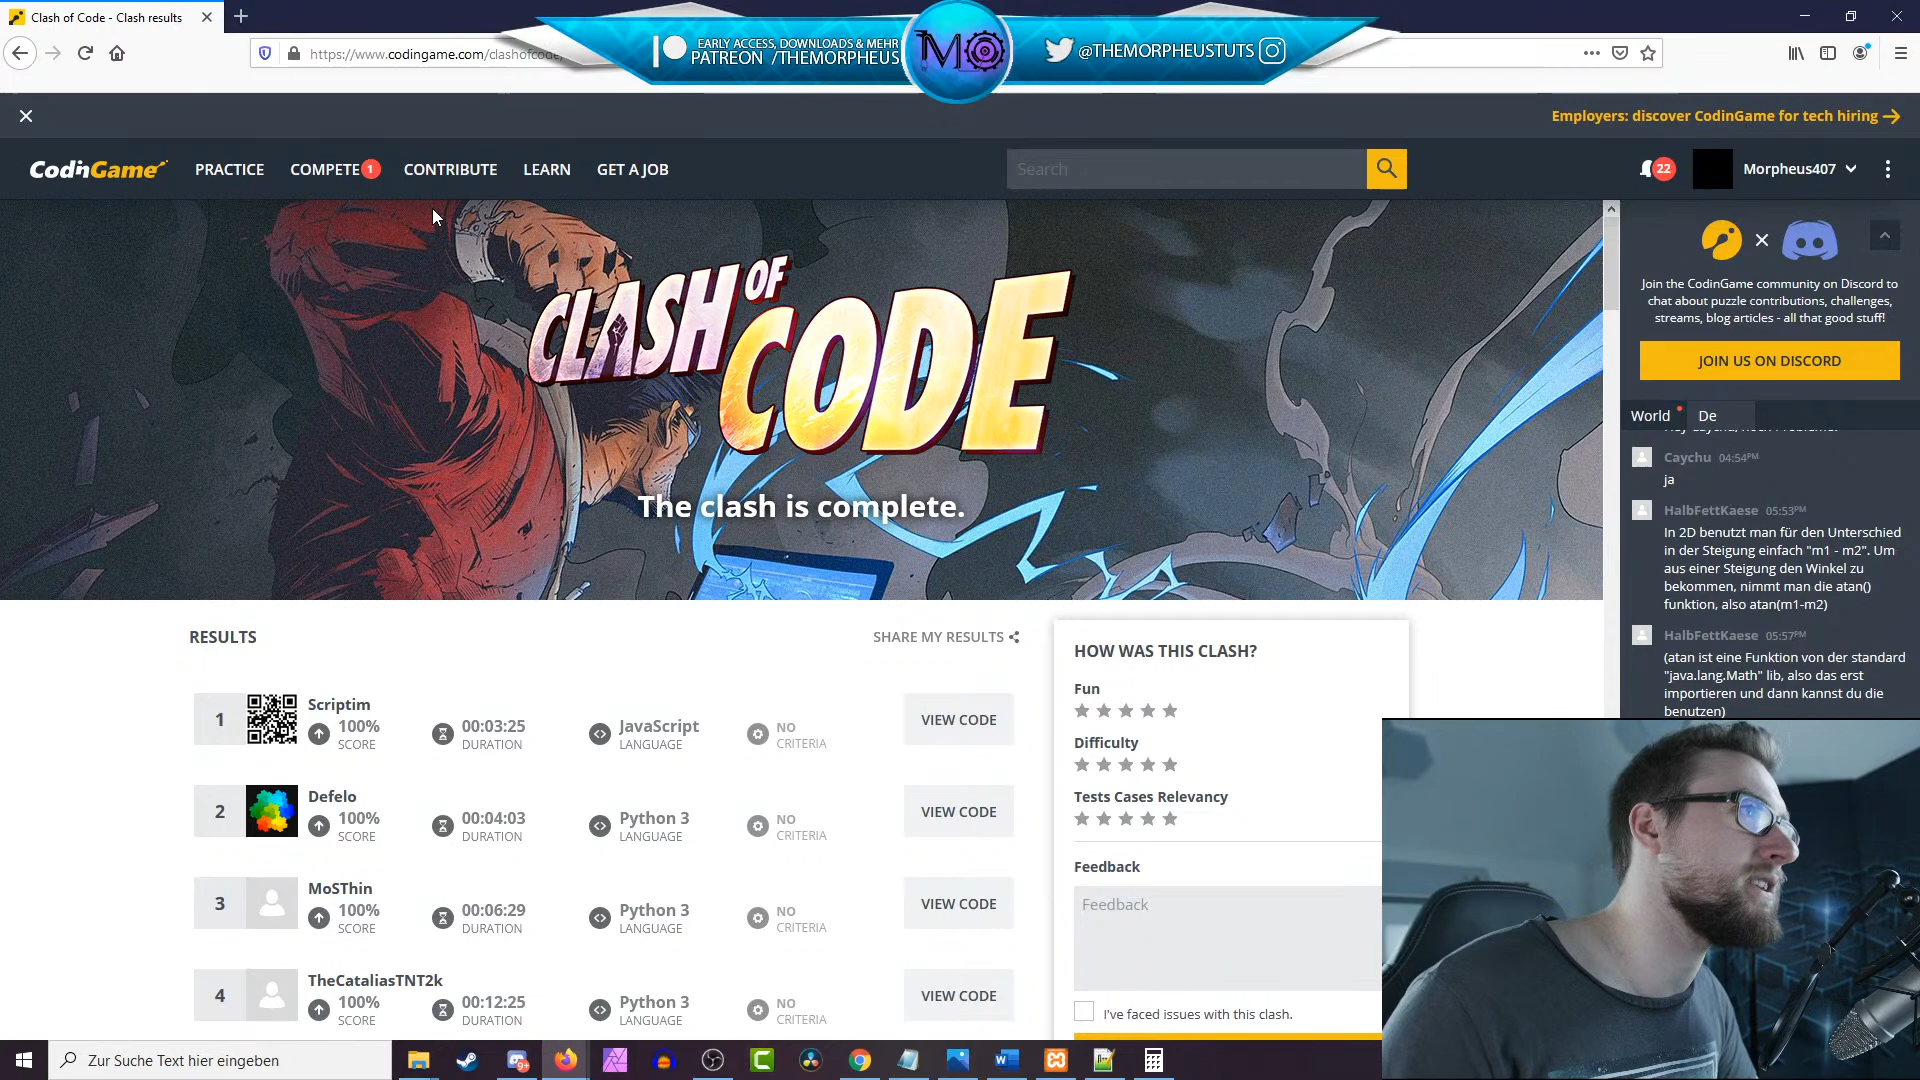 Clash of Code - Clash results
https://www.codingame.com/clashofcode/
EARLY ACCESS, DOWNLOADS & MEHR
PATREON /THEMORPHEUS
MO
@THEMORPHEUSTUTS
Employers: discover CodinGame for tech hiring
CodinGame
PRACTICE
COMPETE 1
CONTRIBUTE
LEARN
GET A JOB
Search
22
Morpheus407
CLASH OF CODE
The clash is complete.
Join the CodinGame community on Discord to
chat about puzzle contributions, challenges,
streams, blog articles - all that good stuff!
JOIN US ON DISCORD
World
De
Caychu 04:54PM
ja
HalbFettKaese 05:53PM
In 2D benutzt man für den Unterschied
in der Steigung einfach "m1 - m2". Um
aus einer Steigung den Winkel zu
bekommen, nimmt man die atan()
funktion, also atan(m1-m2)
HalbFettKaese 05:57PM
(atan ist eine Funktion von der standard
"java.lang.Math" lib, also das erst
importieren und dann kannst du die
benutzen)
RESULTS
SHARE MY RESULTS
1
Scriptim
100%
SCORE
00:03:25
DURATION
JavaScript
LANGUAGE
NO
CRITERIA
VIEW CODE
2
Defelo
100%
SCORE
00:04:03
DURATION
Python 3
LANGUAGE
NO
CRITERIA
VIEW CODE
3
MoSThin
100%
SCORE
00:06:29
DURATION
Python 3
LANGUAGE
NO
CRITERIA
VIEW CODE
4
TheCataliasTNT2k
100%
SCORE
00:12:25
DURATION
Python 3
LANGUAGE
NO
CRITERIA
VIEW CODE
HOW WAS THIS CLASH?
Fun
Difficulty
Tests Cases Relevancy
Feedback
Feedback
I've faced issues with this clash.
Zur Suche Text hier eingeben
9+